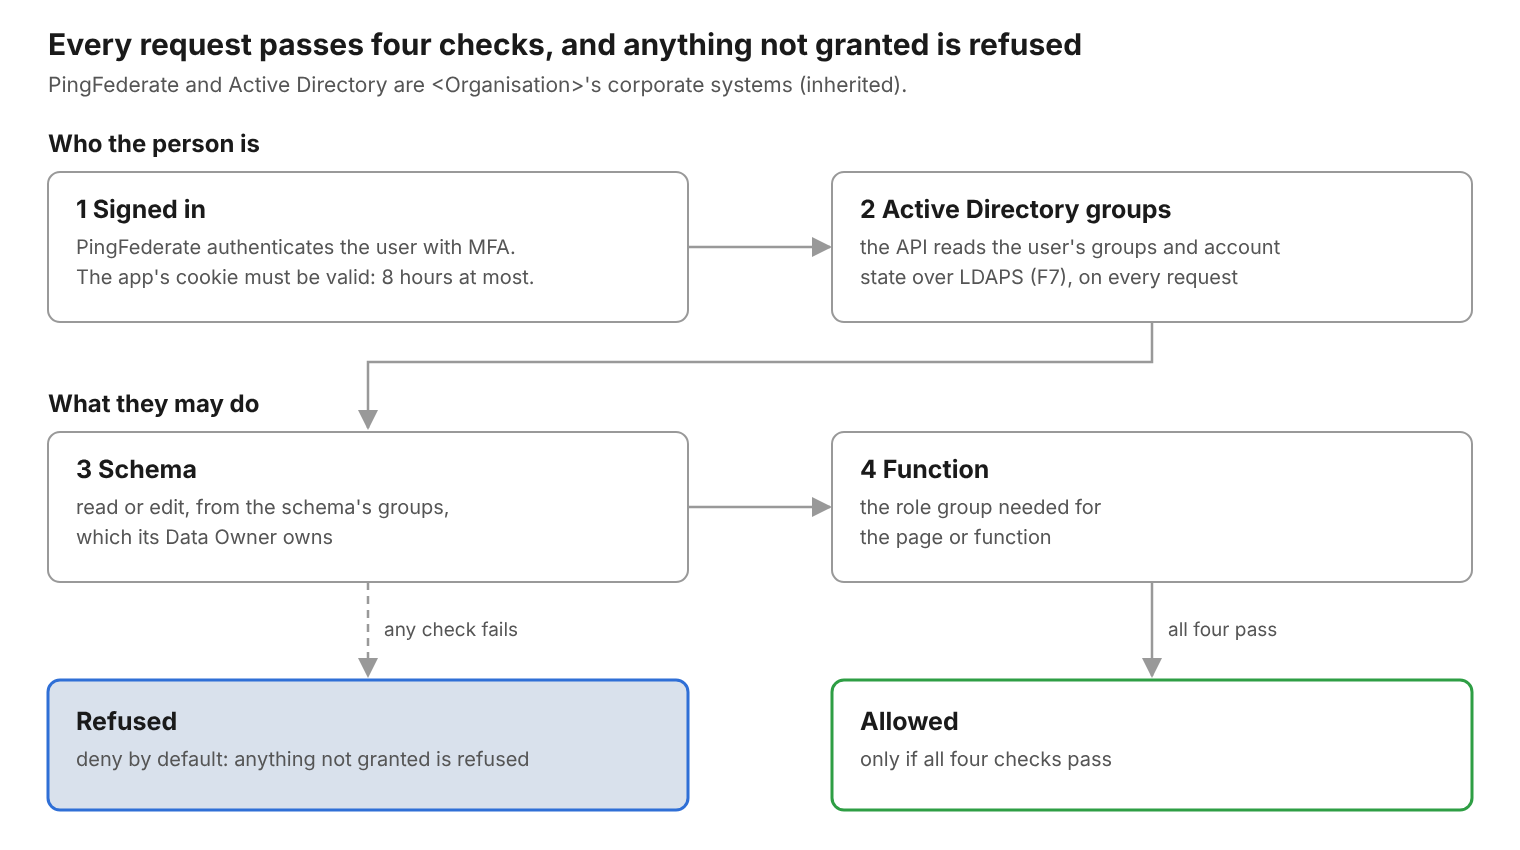 Every request passes four checks, and anything not granted is refused
PingFederate and Active Directory are <Organisation>'s corporate systems (inherited).
Who the person is
1 Signed in
PingFederate authenticates the user with MFA.
The app's cookie must be valid: 8 hours at most.
2 Active Directory groups
the API reads the user's groups and account
state over LDAPS (F7), on every request
What they may do
3 Schema
read or edit, from the schema's groups,
which its Data Owner owns
4 Function
the role group needed for
the page or function
any check fails
all four pass
Refused
deny by default: anything not granted is refused
Allowed
only if all four checks pass